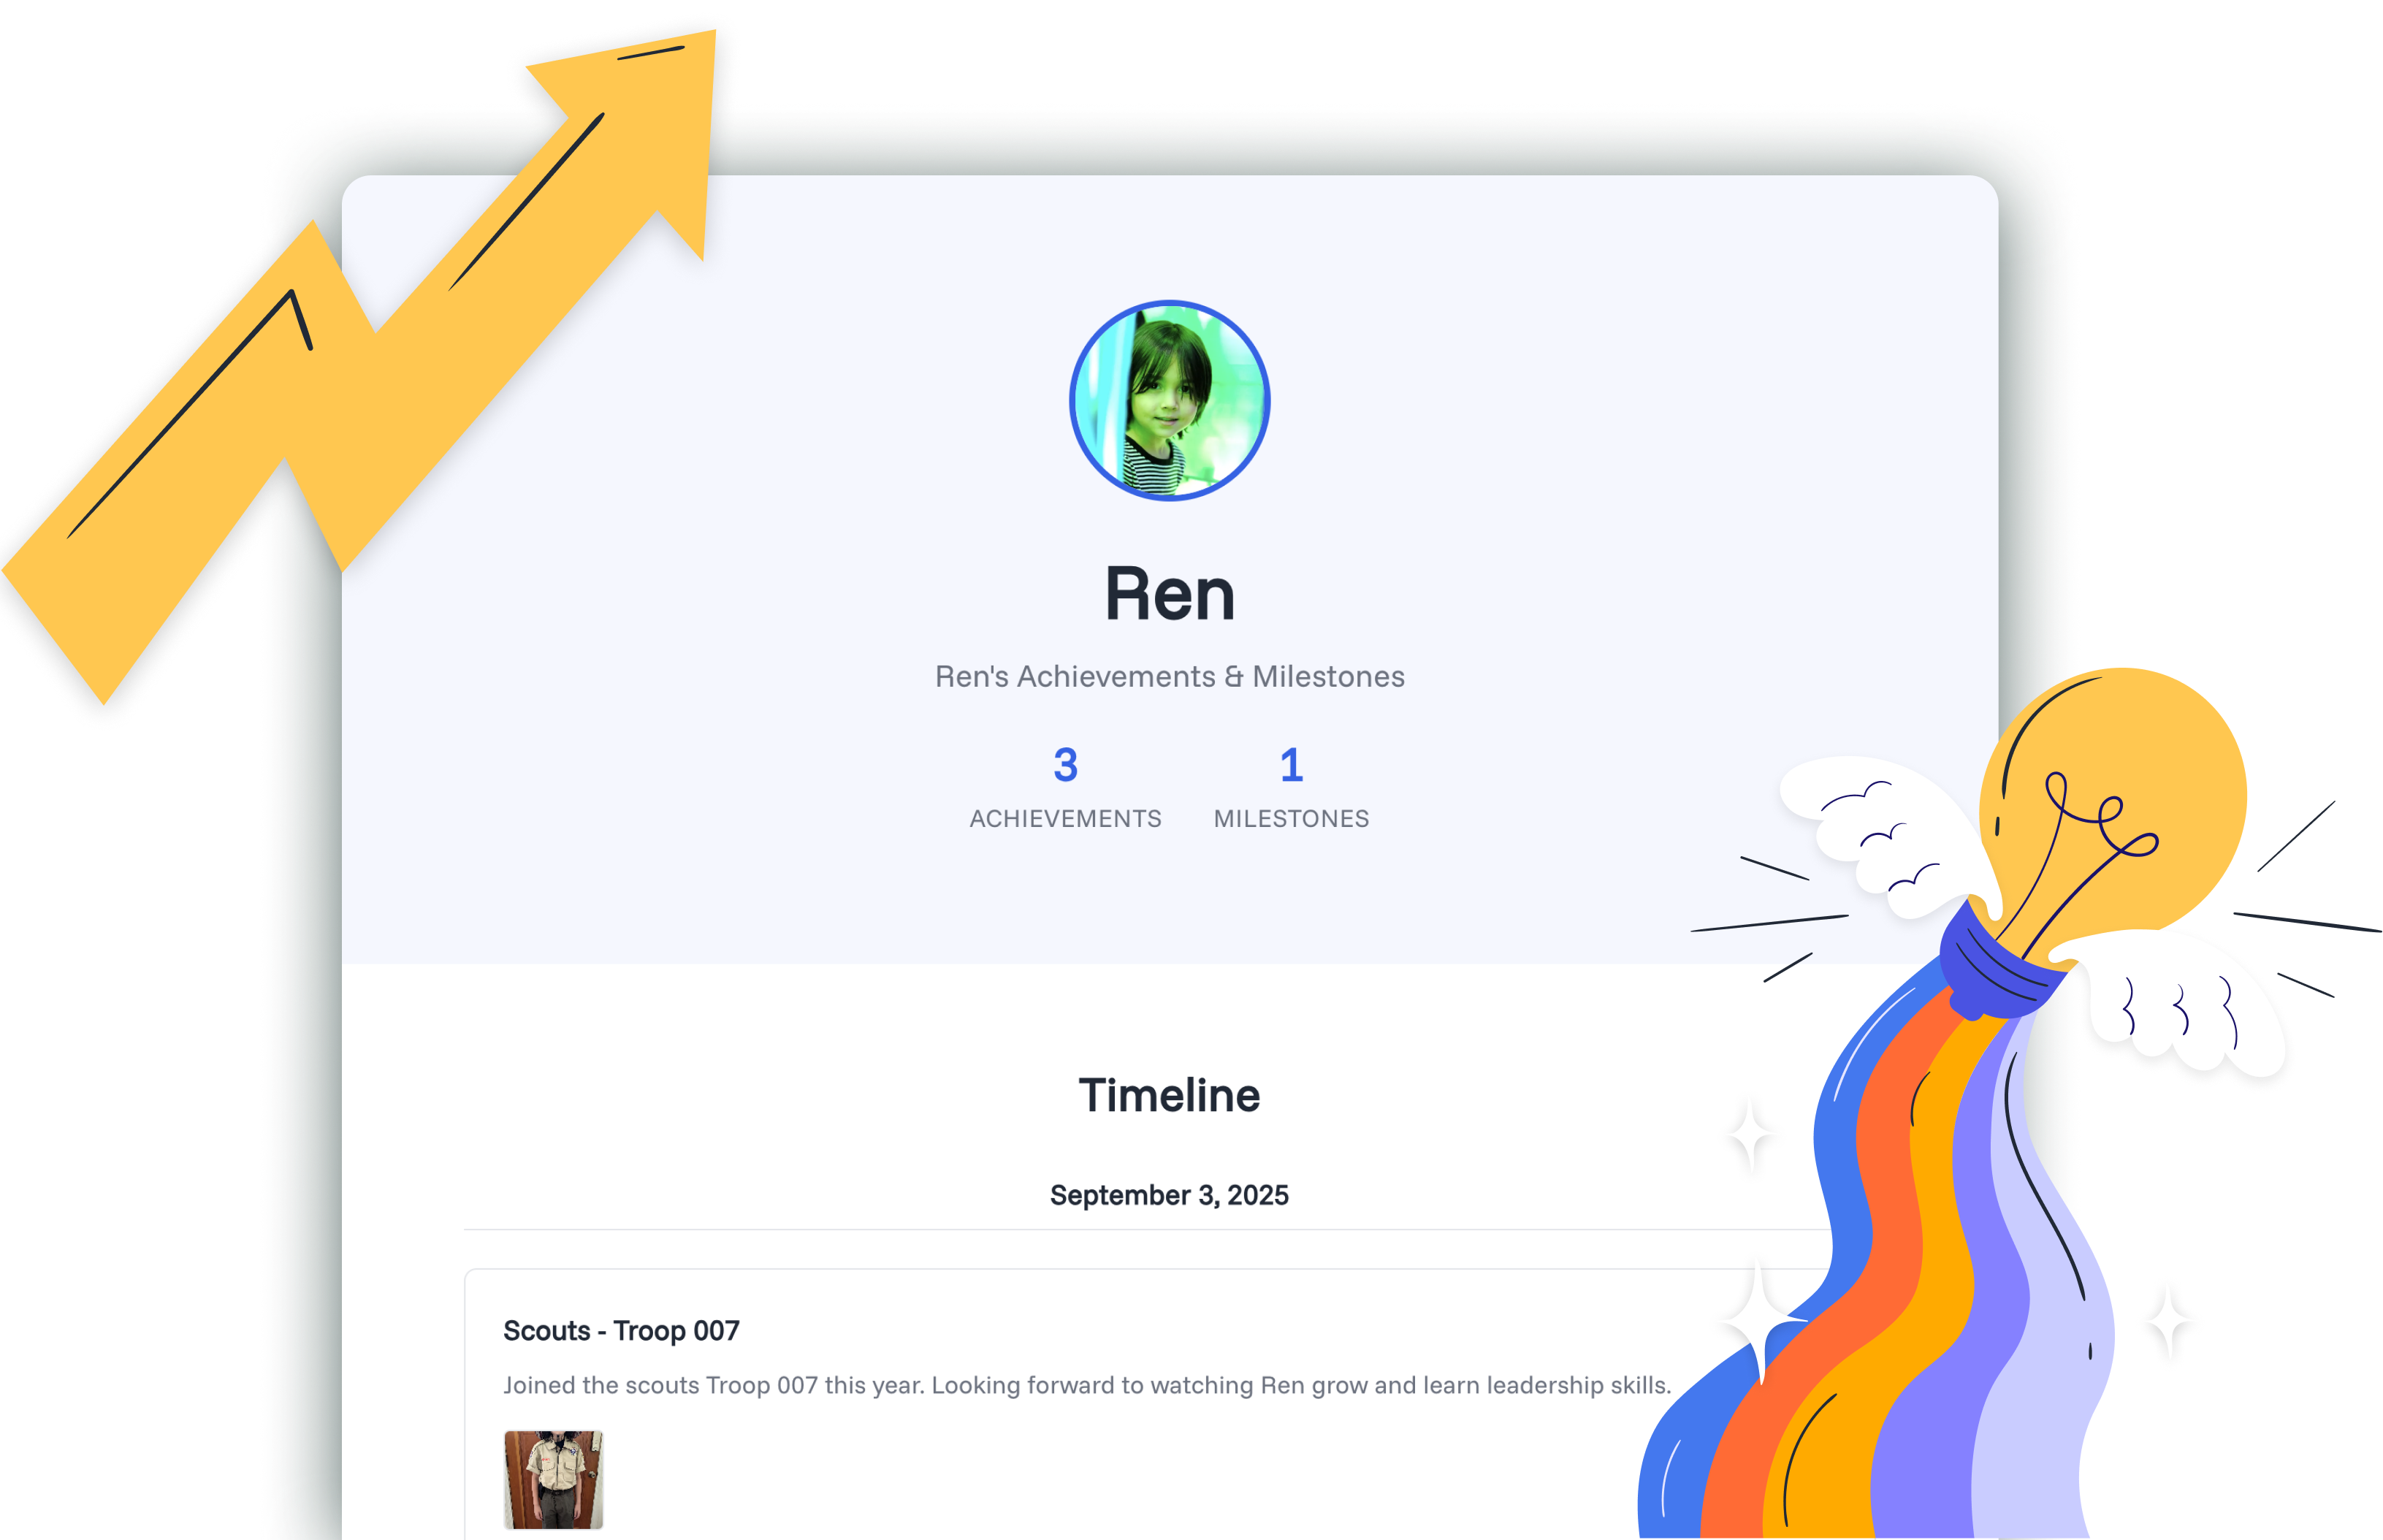 Ren
Ren's Achievements & Milestones
3
ACHIEVEMENTS
1
MILESTONES
Timeline
September 3, 2025
Scouts - Troop 007
Joined the scouts Troop 007 this year. Looking forward to watching Ren grow and learn leadership skills.